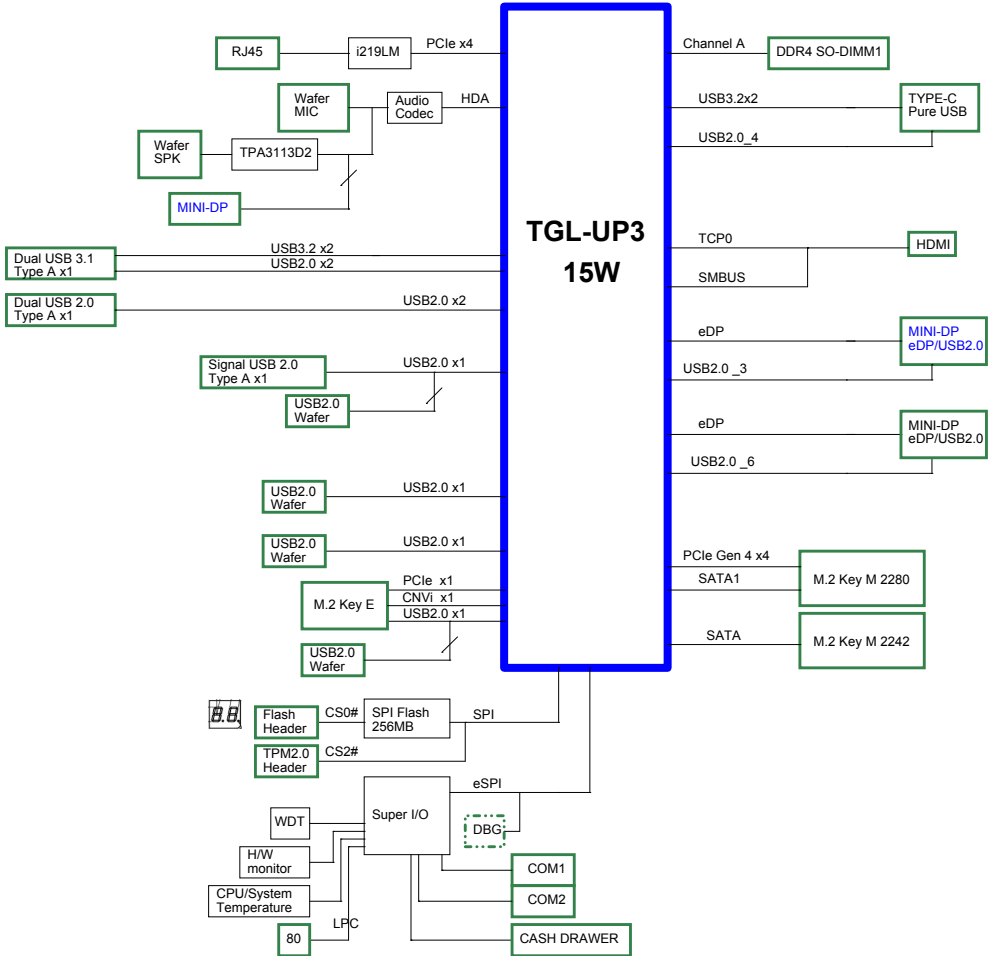 RJ45
i219LM
PCIe x4
Wafer
MIC
Audio
Codec
HDA
Wafer
SPK
TPA3113D2
MINI-DP
Dual USB 3.1
Type A x1
USB3.2 x2
USB2.0 x2
Dual USB 2.0
Type A x1
USB2.0 x2
Signal USB 2.0
Type A x1
USB2.0 x1
USB2.0
Wafer
USB2.0
Wafer
USB2.0 x1
USB2.0
Wafer
USB2.0 x1
M.2 Key E
PCIe x1
CNVi x1
USB2.0 x1
USB2.0
Wafer
TGL-UP3
15W
Channel A
DDR4 SO-DIMM1
USB3.2x2
USB2.0_4
TYPE-C
Pure USB
TCP0
SMBUS
HDMI
eDP
USB2.0 _3
MINI-DP
eDP/USB2.0
eDP
USB2.0 _6
MINI-DP
eDP/USB2.0
PCIe Gen 4 x4
SATA1
M.2 Key M 2280
SATA
M.2 Key M 2242
8.8.
Flash
Header
CS0#
SPI Flash
256MB
SPI
TPM2.0
Header
CS2#
eSPI
Super I/O
DBG
WDT
H/W
monitor
CPU/System
Temperature
LPC
80
COM1
COM2
CASH DRAWER